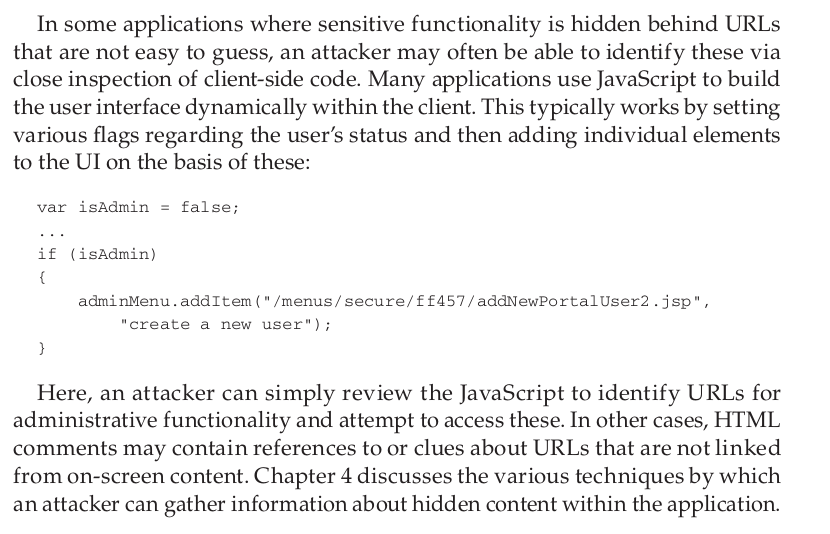 In some applications where sensitive functionality is hidden behind URLs
that are not easy to guess, an attacker may often be able to identify these via
close inspection of client-side code. Many applications use JavaScript to build
the user interface dynamically within the client. This typically works by setting
various flags regarding the user's status and then adding individual elements
to the UI on the basis of these:
var isAdmin = false;
...
if (isAdmin)
{
adminMenu.addItem("/menus/secure/ff457/addNewPortalUser2.jsp",
"create a new user");
}
Here, an attacker can simply review the JavaScript to identify URLs for
administrative functionality and attempt to access these. In other cases, HTML
comments may contain references to or clues about URLs that are not linked
from on-screen content. Chapter 4 discusses the various techniques by which
an attacker can gather information about hidden content within the application.